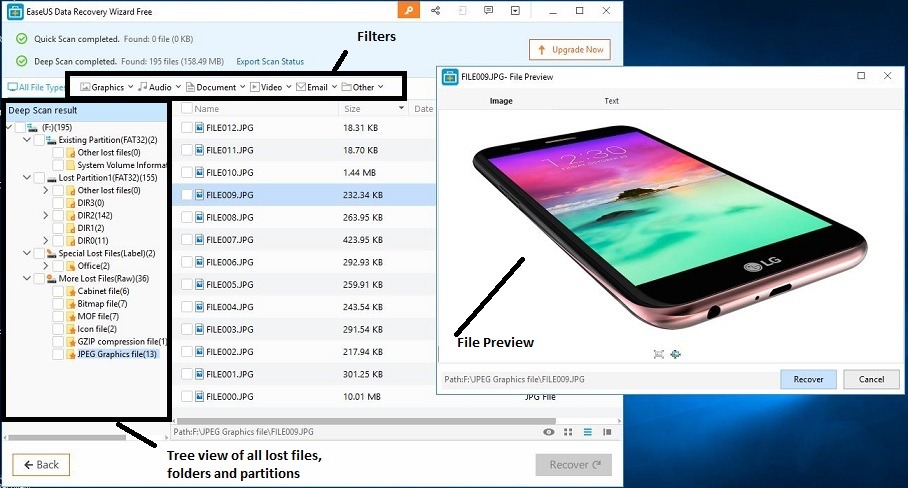 EaseUS Data Recovery Wizard Free
Quick Scan completed. Found: 0 file (0 KB)
Deep Scan completed. Found: 195 files (158.49 MB) Export Scan Status
Filters
Upgrade Now
All File Types
Graphics Audio Document Video Email Other
Deep Scan result
(F:)(195)
Existing Partition(FAT32)(2)
Other lost files(0)
System Volume Informat
Lost Partition1(FAT32)(155)
Other lost files(0)
DIR3(0)
DIR2(142)
DIR1(2)
DIR0(11)
Special Lost Files(Label)(2)
Office(2)
More Lost Files(Raw)(36)
Cabinet file(6)
Bitmap file(7)
MOF file(7)
Icon file(2)
GZIP compression file(1)
JPEG Graphics file(13)
Name Size Date
FILE012.JPG 18.31 KB
FILE011.JPG 18.70 KB
FILE010.JPG 1.44 MB
FILE009.JPG 232.34 KB
FILE008.JPG 263.95 KB
FILE007.JPG 423.95 KB
FILE006.JPG 292.93 KB
FILE005.JPG 259.91 KB
FILE004.JPG 243.54 KB
FILE003.JPG 291.54 KB
FILE002.JPG 217.94 KB
FILE001.JPG 301.25 KB
FILE000.JPG 10.01 MB JPG File
Path:F:\JPEG Graphics file\FILE009.JPG
Back
Tree view of all lost files,
folders and partitions
Recover
FILE009.JPG- File Preview
Image Text
12:30
LG
File Preview
Path:F:\JPEG Graphics file\FILE009.JPG
Recover Cancel